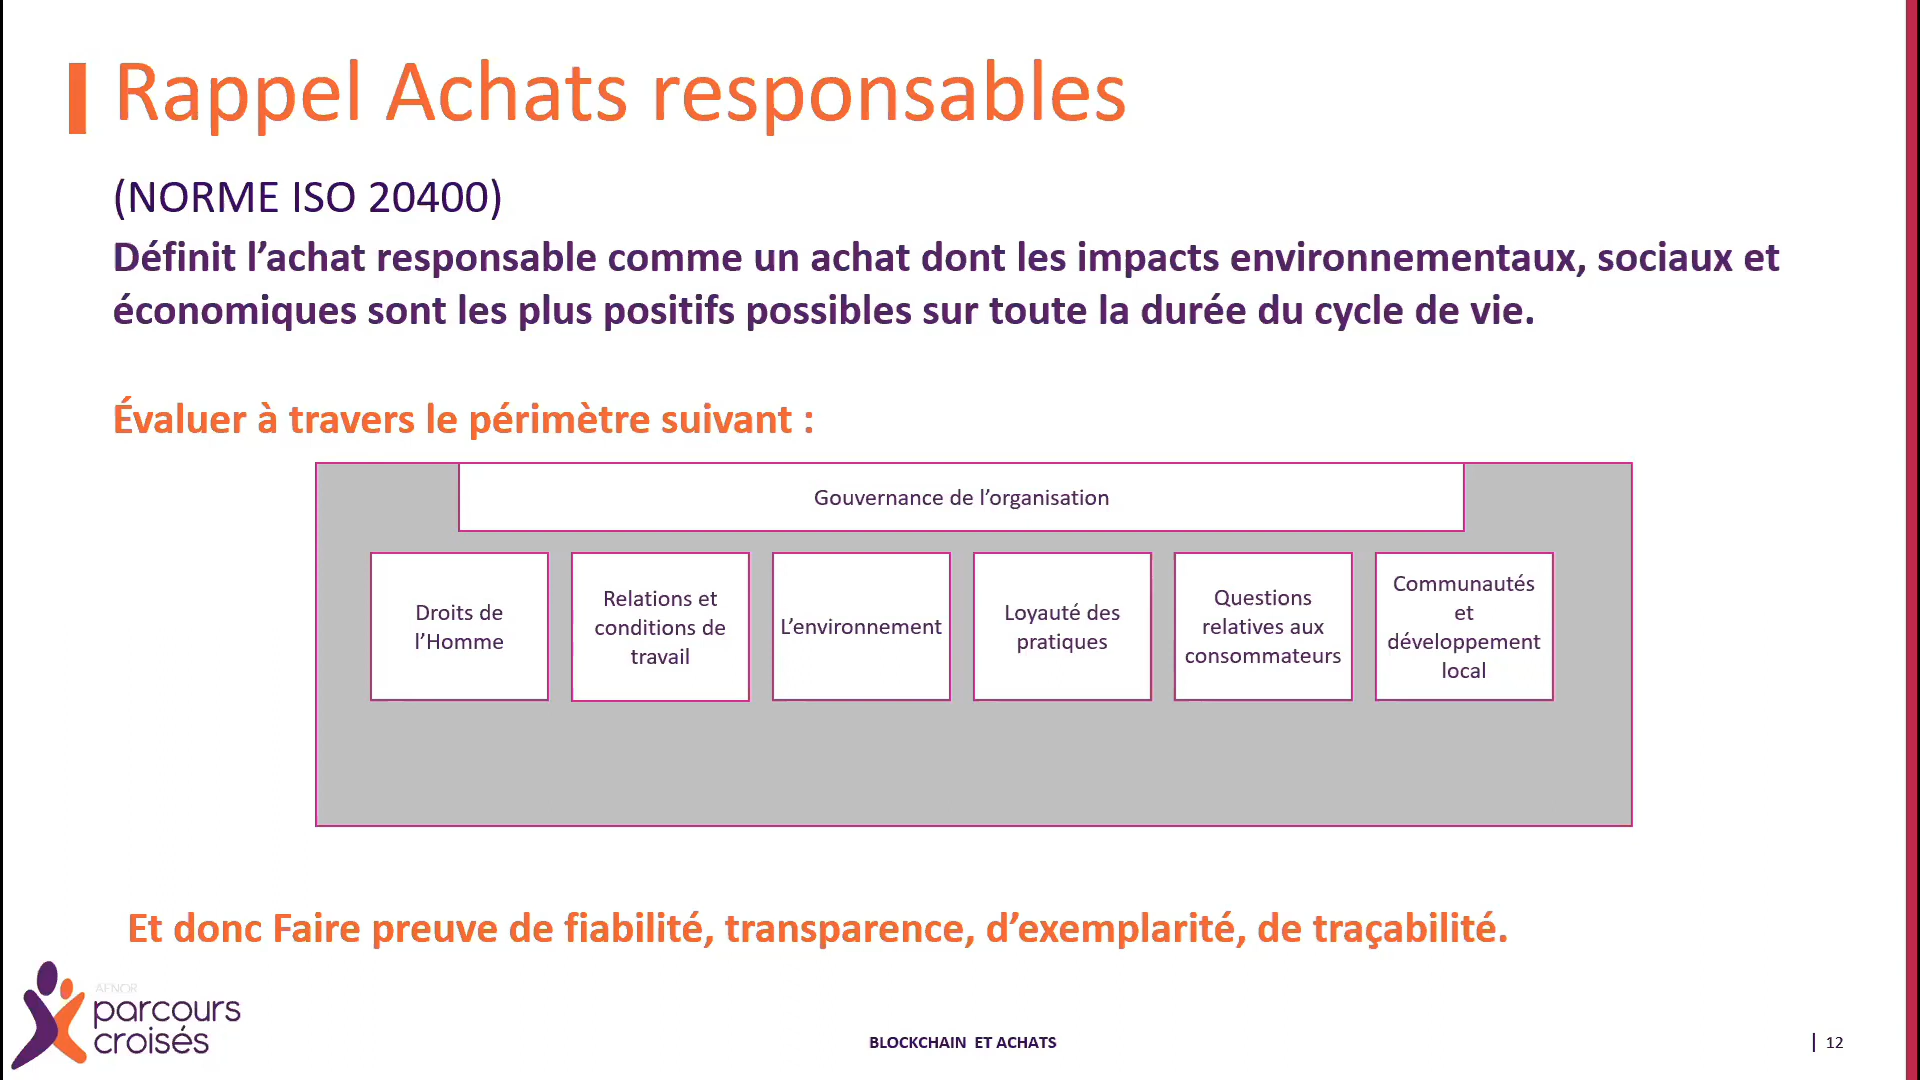 Rappel Achats responsables
(NORME ISO 20400)
Définit l’achat responsable comme un achat dont les impacts environnementaux, sociaux et
économiques sont les plus positifs possibles sur toute la durée du cycle de vie.
Évaluer à travers le périmètre suivant :
Gouvernance de l’organisation
Droits de
l’Homme
Relations et
conditions de
travail
L’environnement
Loyauté des
pratiques
Questions
relatives aux
consommateurs
Communautés
et
développement
local
Et donc Faire preuve de fiabilité, transparence, d’exemplarité, de traçabilité.
AFNOR
parcours
croisés
BLOCKCHAIN ET ACHATS
12